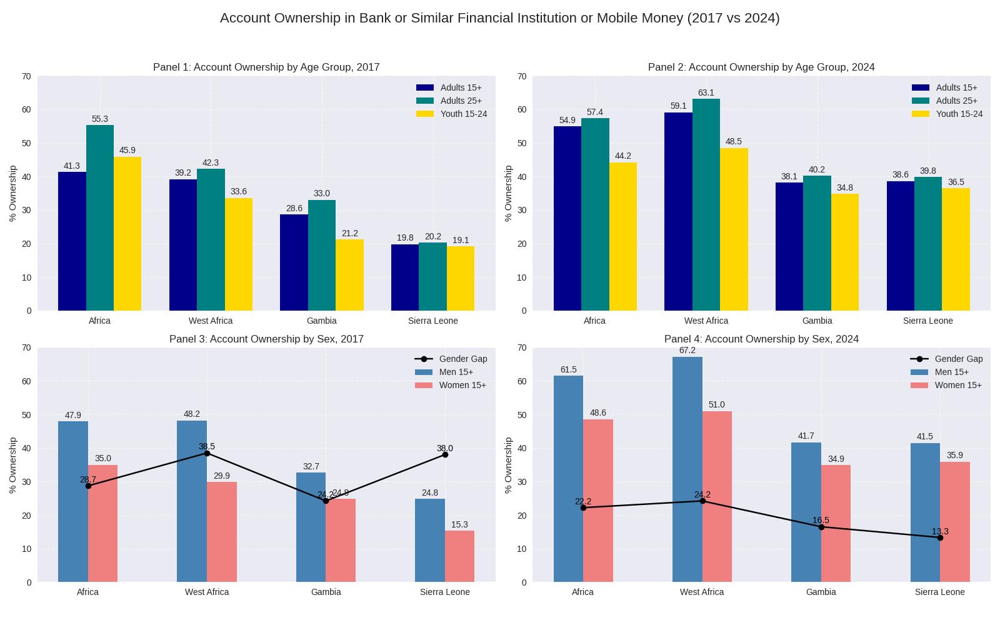 Account Ownership in Bank or Similar Financial Institution or Mobile Money (2017 vs 2024)
Panel 1: Account Ownership by Age Group, 2017
% Ownership
70
60
50
40
30
20
10
0
Adults 15+
Adults 25+
Youth 15-24
41.3
55.3
45.9
39.2
42.3
33.6
28.6
33.0
21.2
19.8
20.2
19.1
Africa
West Africa
Gambia
Sierra Leone
Panel 2: Account Ownership by Age Group, 2024
% Ownership
70
60
50
40
30
20
10
0
Adults 15+
Adults 25+
Youth 15-24
54.9
57.4
44.2
59.1
63.1
48.5
38.1
40.2
34.8
38.6
39.8
36.5
Africa
West Africa
Gambia
Sierra Leone
Panel 3: Account Ownership by Sex, 2017
% Ownership
70
60
50
40
30
20
10
0
Gender Gap
Men 15+
Women 15+
47.9
35.0
28.7
48.2
38.5
29.9
32.7
24.2
24.8
38.0
24.8
15.3
Africa
West Africa
Gambia
Sierra Leone
Panel 4: Account Ownership by Sex, 2024
% Ownership
70
60
50
40
30
20
10
0
Gender Gap
Men 15+
Women 15+
61.5
48.6
22.2
67.2
51.0
24.2
41.7
34.9
16.5
41.5
35.9
13.3
Africa
West Africa
Gambia
Sierra Leone